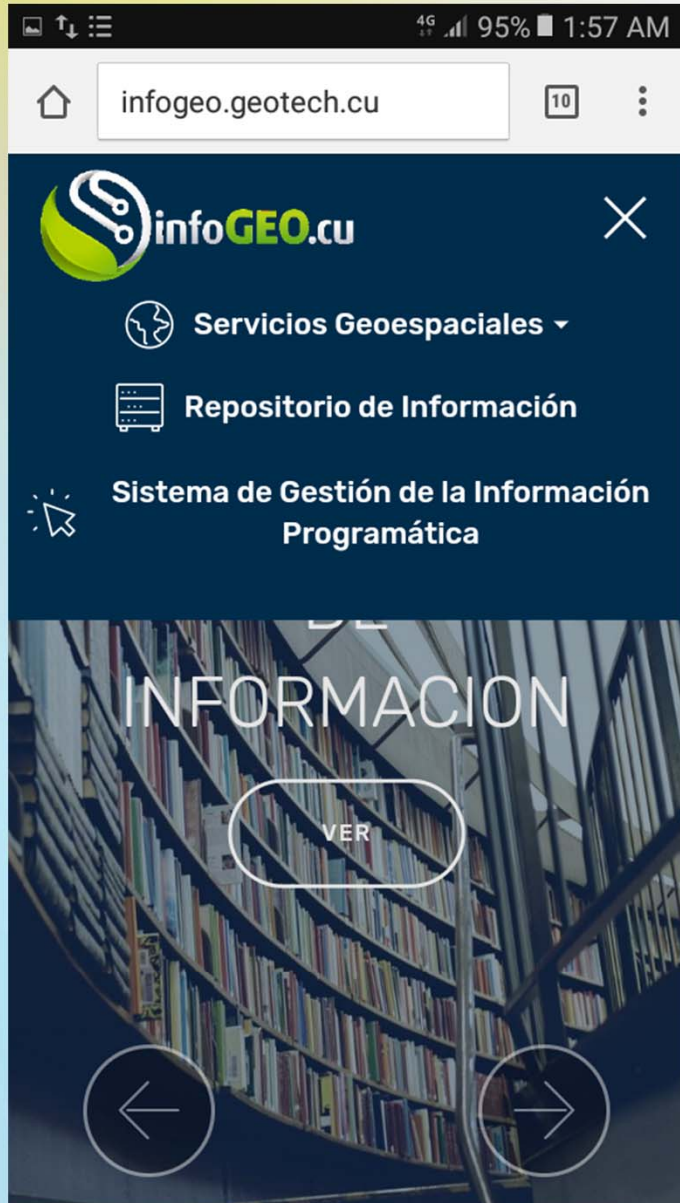 4G 95% 1:57 AM
infogeo.geotech.cu 10
infoGEO.cu
Servicios Geoespaciales
Repositorio de Información
Sistema de Gestión de la Información
Programática
DE
INFORMACION
VER